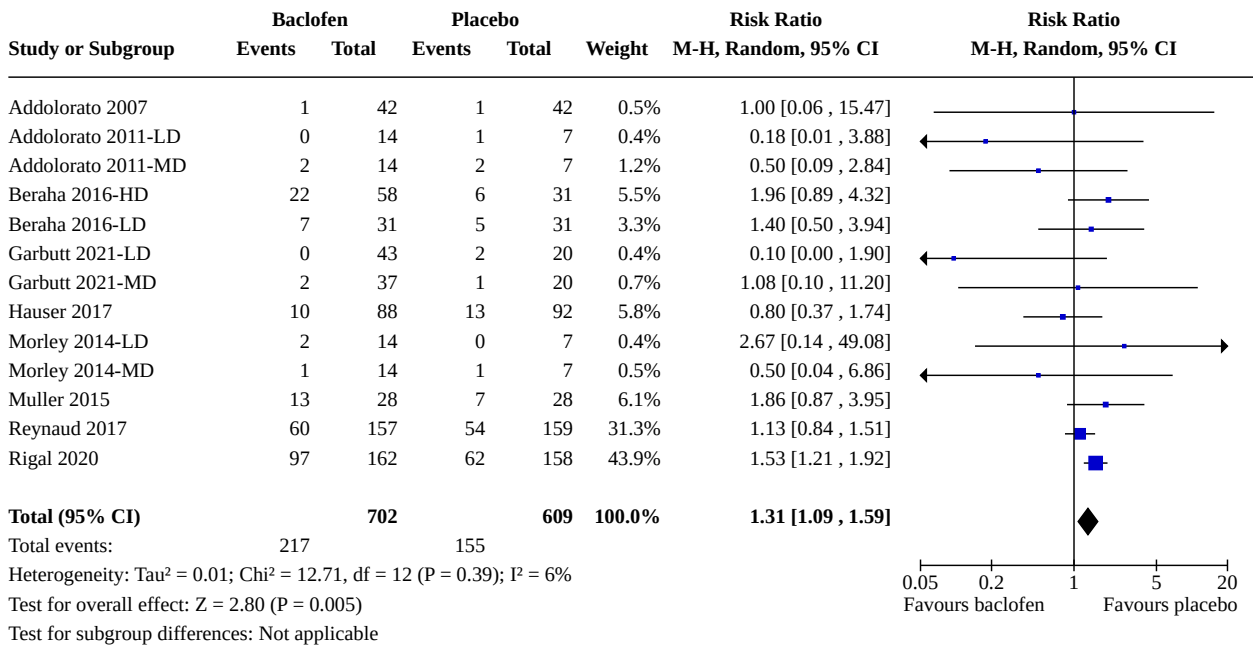 Baclofen Placebo Risk Ratio Risk Ratio
Study or Subgroup Events Total Events Total Weight M-H, Random, 95% CI M-H, Random, 95% CI
Addolorato 2007 1 42 1 42 0.5% 1.00 [0.06 , 15.47]
Addolorato 2011-LD 0 14 1 7 0.4% 0.18 [0.01 , 3.88]
Addolorato 2011-MD 2 14 2 7 1.2% 0.50 [0.09 , 2.84]
Beraha 2016-HD 22 58 6 31 5.5% 1.96 [0.89 , 4.32]
Beraha 2016-LD 7 31 5 31 3.3% 1.40 [0.50 , 3.94]
Garbutt 2021-LD 0 43 2 20 0.4% 0.10 [0.00 , 1.90]
Garbutt 2021-MD 2 37 1 20 0.7% 1.08 [0.10 , 11.20]
Hauser 2017 10 88 13 92 5.8% 0.80 [0.37 , 1.74]
Morley 2014-LD 2 14 0 7 0.4% 2.67 [0.14 , 49.08]
Morley 2014-MD 1 14 1 7 0.5% 0.50 [0.04 , 6.86]
Muller 2015 13 28 7 28 6.1% 1.86 [0.87 , 3.95]
Reynaud 2017 60 157 54 159 31.3% 1.13 [0.84 , 1.51]
Rigal 2020 97 162 62 158 43.9% 1.53 [1.21 , 1.92]
Total (95% CI) 702 609 100.0% 1.31 [1.09 , 1.59]
Total events: 217 155
Heterogeneity: Tau² = 0.01; Chi² = 12.71, df = 12 (P = 0.39); I² = 6%
0.05 0.2 1 5 20
Test for overall effect: Z = 2.80 (P = 0.005) Favours baclofen Favours placebo
Test for subgroup differences: Not applicable